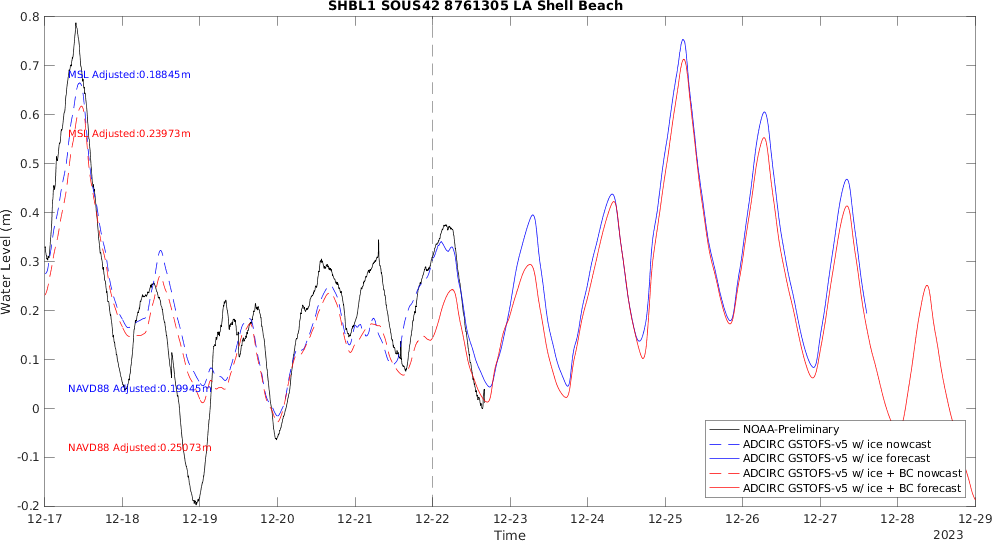 SHBL1 SOUS42 8761305 LA Shell Beach
Water Level (m)
0.8
0.7
0.6
0.5
0.4
0.3
0.2
0.1
0
-0.1
-0.2
MSL Adjusted:0.18845m
MSL Adjusted:0.23973m
NAVD88 Adjusted:0.19945m
NAVD88 Adjusted:0.25073m
NOAA-Preliminary
ADCIRC GSTOFS-v5 w/ ice nowcast
ADCIRC GSTOFS-v5 w/ ice forecast
ADCIRC GSTOFS-v5 w/ ice + BC nowcast
ADCIRC GSTOFS-v5 w/ ice + BC forecast
12-17 12-18 12-19 12-20 12-21 12-22 12-23 12-24 12-25 12-26 12-27 12-28 12-29
Time
2023